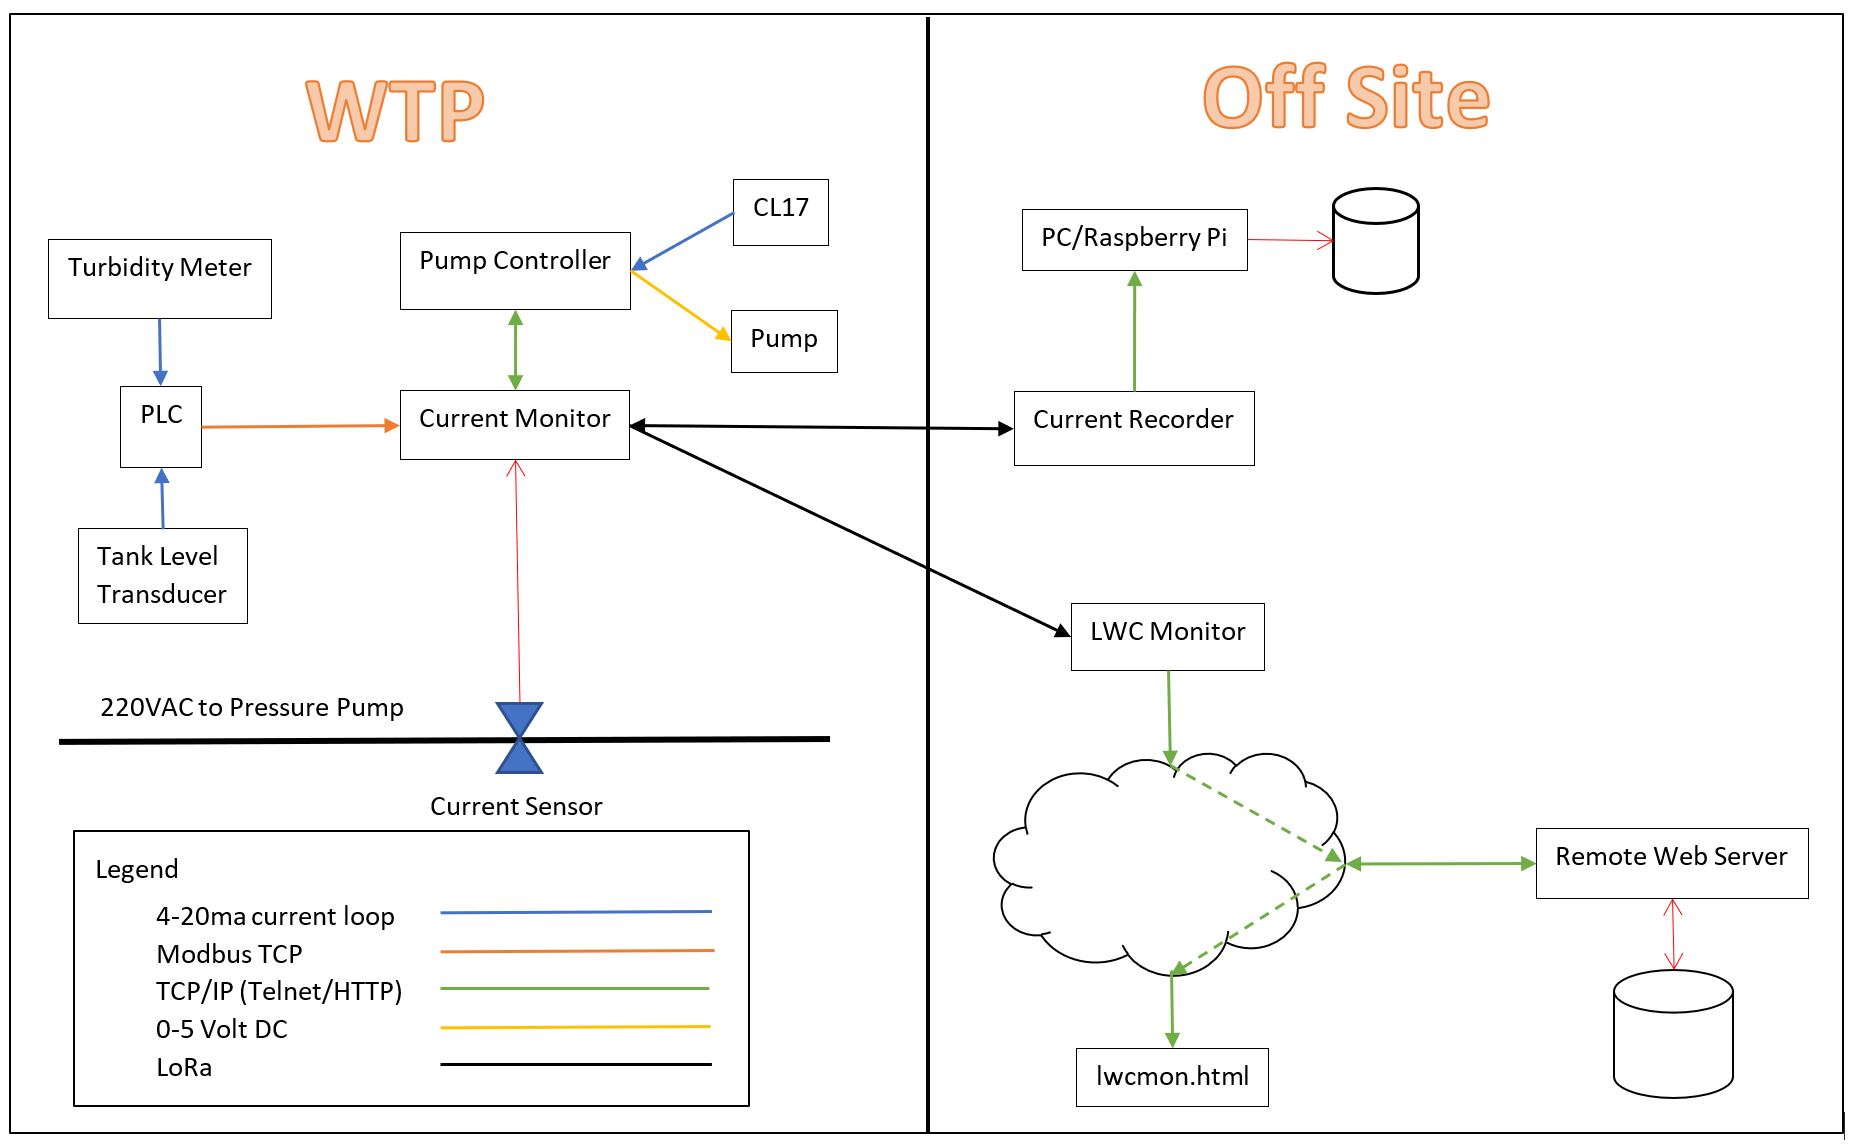 WTP
Off Site
CL17
Turbidity Meter
Pump Controller
PC/Raspberry Pi
Pump
PLC
Current Monitor
Current Recorder
Tank Level
Transducer
LWC Monitor
220VAC to Pressure Pump
Current Sensor
Remote Web Server
lwcmon.html
Legend
4-20ma current loop
Modbus TCP
TCP/IP (Telnet/HTTP)
0-5 Volt DC
LoRa